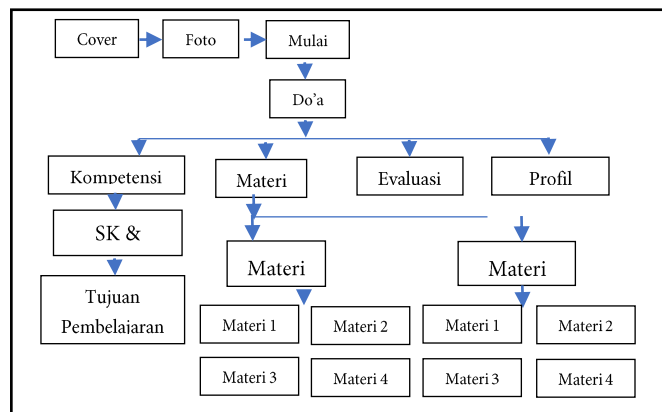 Cover
Foto
Mulai
Do’a
Kompetensi
Materi
Evaluasi
Profil
SK &
Tujuan
Pembelajaran
Materi
Materi
Materi 1
Materi 2
Materi 1
Materi 2
Materi 3
Materi 4
Materi 3
Materi 4